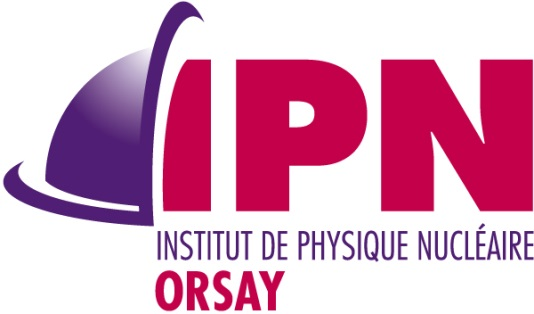 IPN
INSTITUT DE PHYSIQUE NUCLÉAIRE
ORSAY